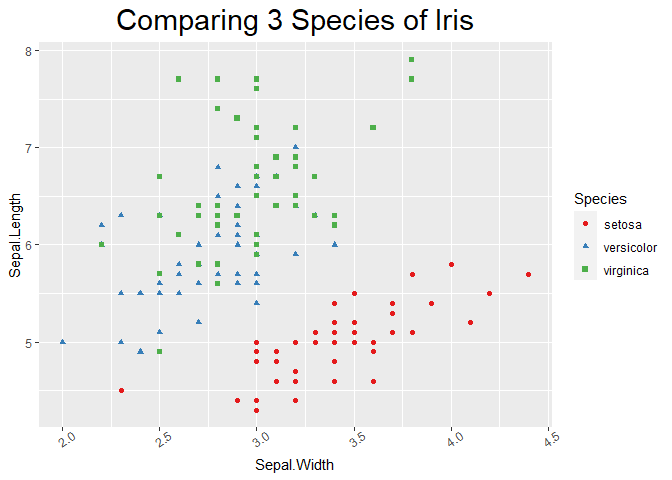 Comparing 3 Species of Iris
8
7
6
5
Sepal.Length
2.0 2.5 3.0 3.5 4.0 4.5
Sepal.Width
Species
setosa
versicolor
virginica